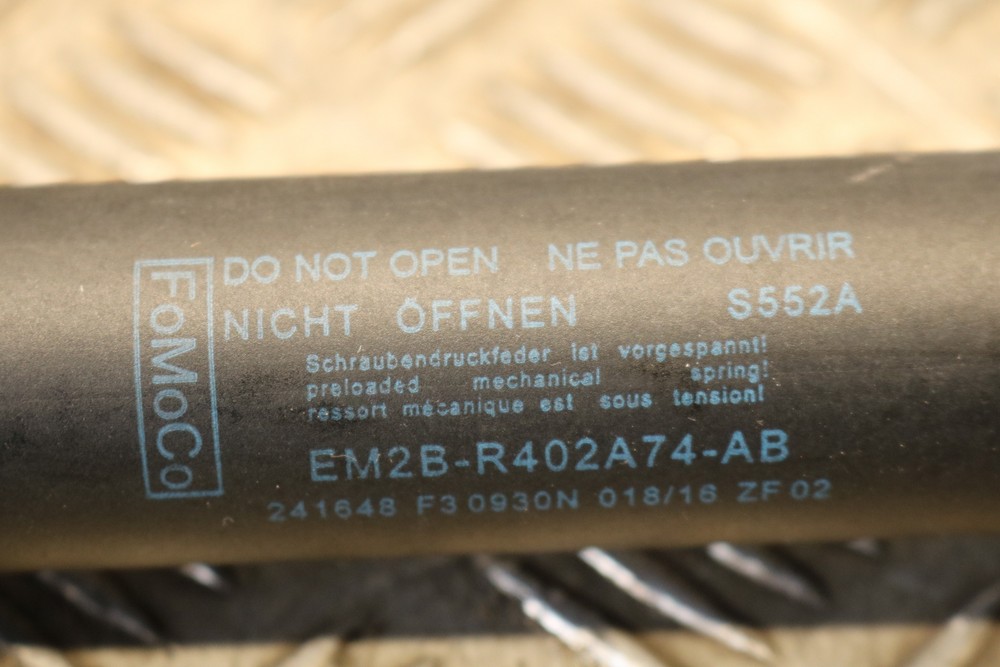 FoMoCo
DO NOT OPEN NE PAS OUVRIR
NICHT ÖFFNEN S552A
Schraubendruckfeder ist vorgespannt!
preloaded mechanical spring!
ressort mécanique est sous tension!
EM2B-R402A74-AB
241648 F3 0930N 018/16 ZF 02